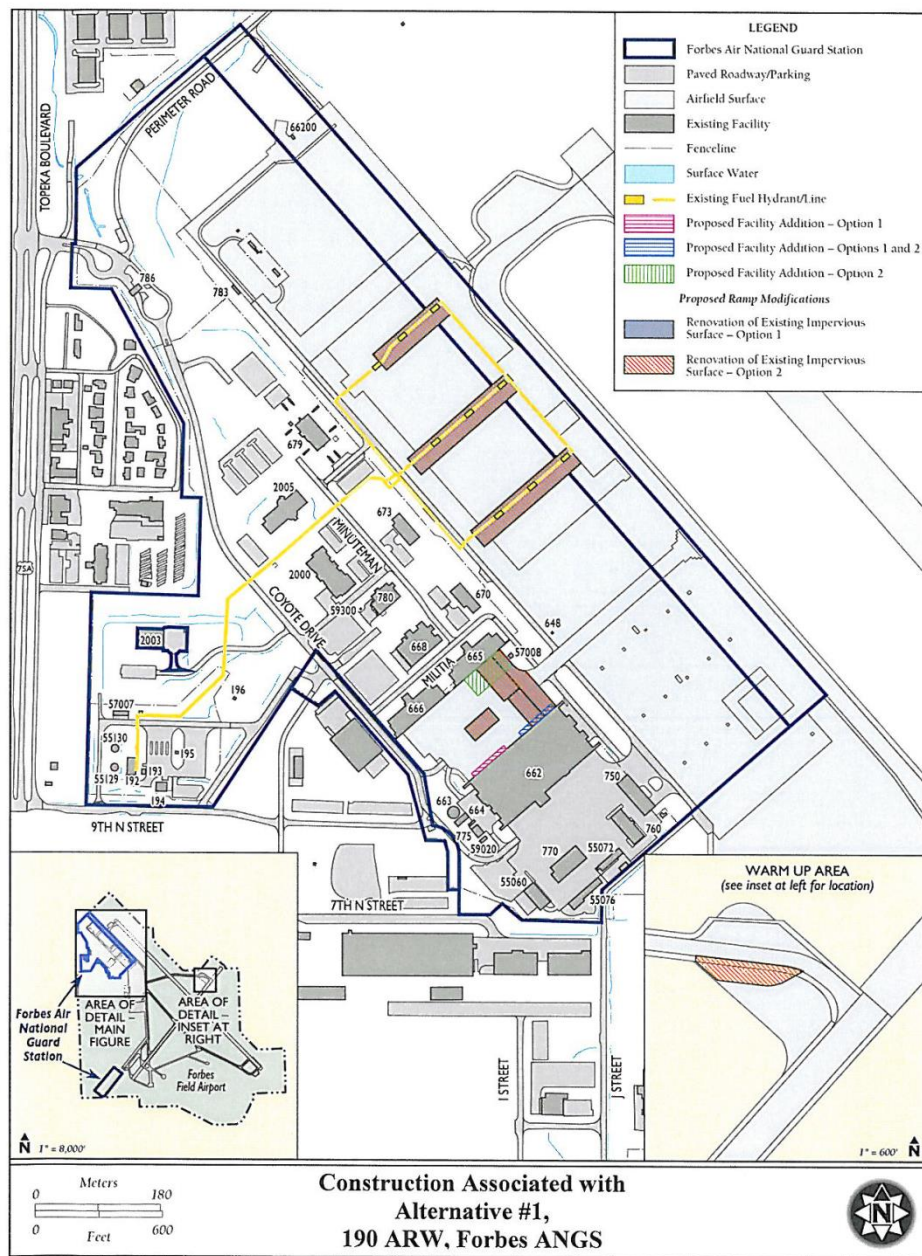 LEGEND
Forbes Air National Guard Station
Paved Roadway/Parking
Airfield Surface
Existing Facility
Fenceline
Surface Water
Existing Fuel Hydrant/Line
Proposed Facility Addition – Option 1
Proposed Facility Addition – Options 1 and 2
Proposed Facility Addition – Option 2
Proposed Ramp Modifications
Renovation of Existing Impervious
Surface – Option 1
Renovation of Existing Impervious
Surface – Option 2
PERIMETER ROAD
TOPEKA BOULEVARD
66200
786
783
679
2005
673
MINUTEMAN
2000
COYOTE DRIVE
59300
780
670
648
75A
2003
668
665
57008
MILITIA
666
196
57007
55130
195
55129
192
193
194
9TH N STREET
662
750
663
664
775
59020
760
770
55072
55060
55076
7TH N STREET
I STREET
J STREET
WARM UP AREA
(see inset at left for location)
N
1" = 600'
Forbes Air
National
Guard
Station
AREA OF
DETAIL –
MAIN
FIGURE
AREA OF
DETAIL –
INSET AT
RIGHT
Forbes
Field Airport
N
1" = 8,000'
Meters
0 180
0 600
Feet
Construction Associated with
Alternative #1,
190 ARW, Forbes ANGS
N